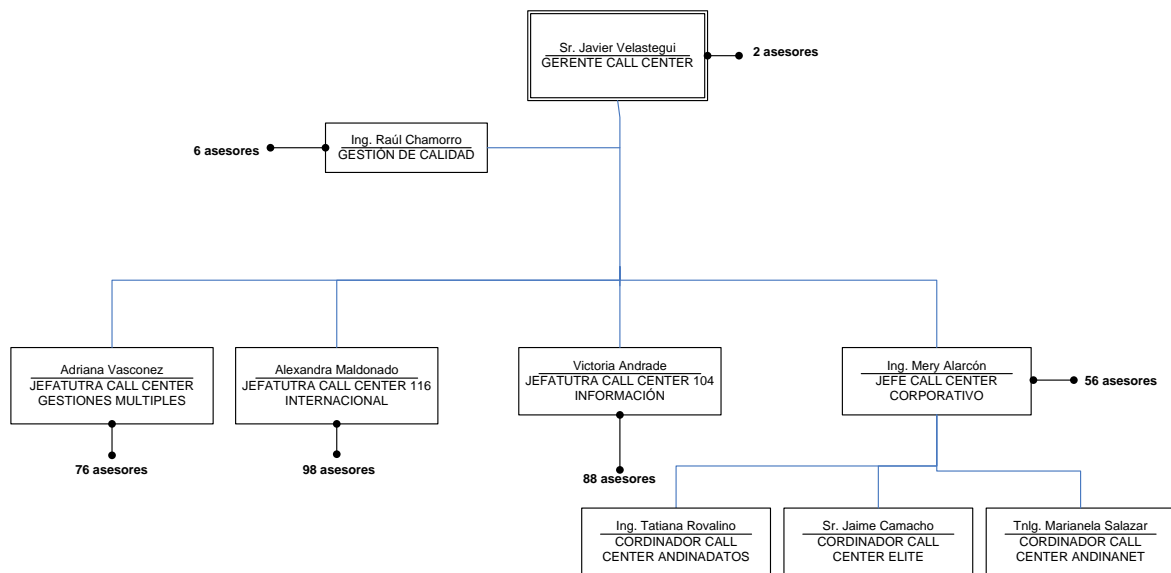 Sr. Javier Velastegui
GERENTE CALL CENTER
2 asesores
Ing. Raúl Chamorro
GESTIÓN DE CALIDAD
6 asesores
Adriana Vasconez
JEFATUTRA CALL CENTER
GESTIONES MULTIPLES
76 asesores
Alexandra Maldonado
JEFATUTRA CALL CENTER 116
INTERNACIONAL
98 asesores
Victoria Andrade
JEFATUTRA CALL CENTER 104
INFORMACIÓN
88 asesores
Ing. Mery Alarcón
JEFE CALL CENTER
CORPORATIVO
56 asesores
Ing. Tatiana Rovalino
CORDINADOR CALL
CENTER ANDINADATOS
Sr. Jaime Camacho
CORDINADOR CALL
CENTER ELITE
Tnlg. Marianela Salazar
CORDINADOR CALL
CENTER ANDINANET